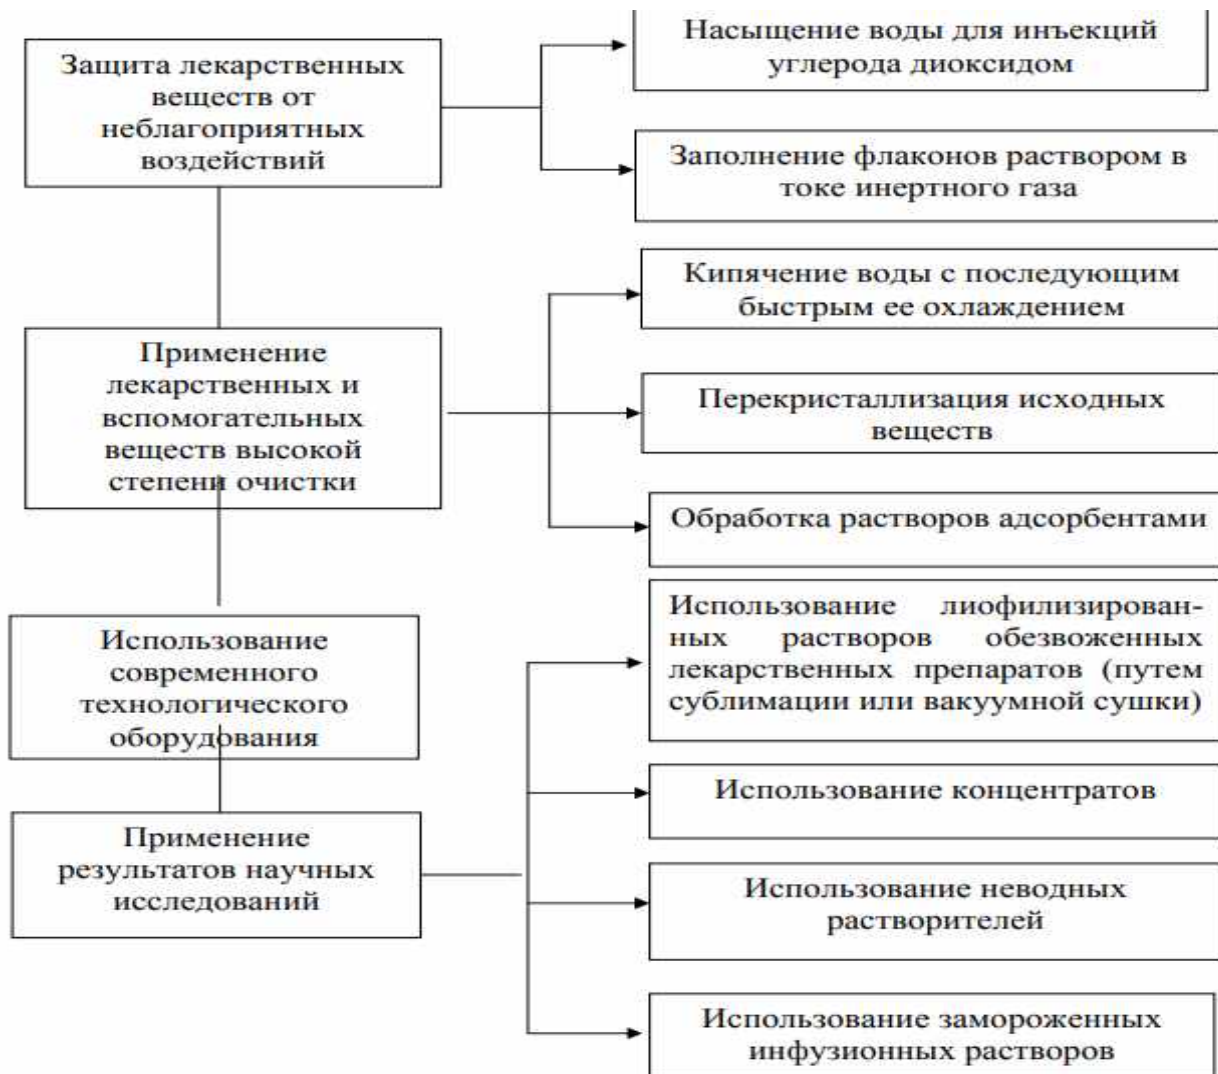 Защита лекарственных
веществ от
неблагоприятных
воздействий
Насыщение воды для инъекций
углерода диоксидом
Заполнение флаконов раствором в
токе инертного газа
Применение
лекарственных и
вспомогательных
веществ высокой
степени очистки
Кипячение воды с последующим
быстрым ее охлаждением
Перекристаллизация исходных
веществ
Обработка растворов адсорбентами
Использование
современного
технологического
оборудования
Применение
результатов научных
исследований
Использование лиофилизирован-
ных растворов обезвоженных
лекарственных препаратов (путем
сублимации или вакуумной сушки)
Использование концентратов
Использование неводных
растворителей
Использование замороженных
инфузионных растворов